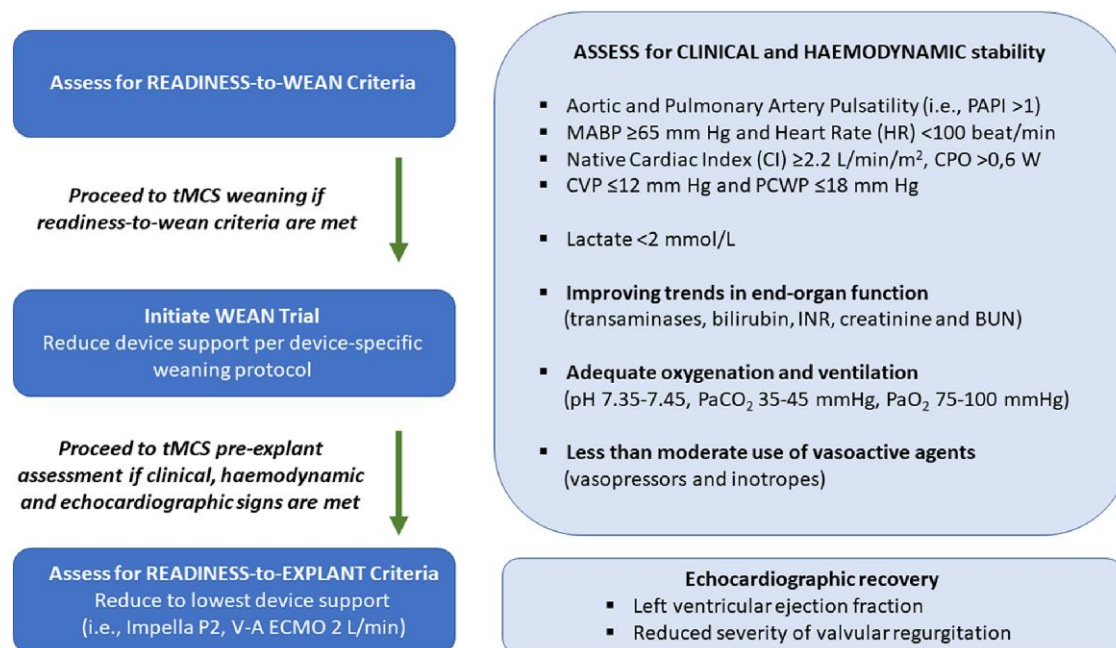 Assess for READINESS-to-WEAN Criteria
Proceed to tMCS weaning if
readiness-to-wean criteria are met
Initiate WEAN Trial
Reduce device support per device-specific
weaning protocol
Proceed to tMCS pre-explant
assessment if clinical, haemodynamic
and echocardiographic signs are met
Assess for READINESS-to-EXPLANT Criteria
Reduce to lowest device support
(i.e., Impella P2, V-A ECMO 2 L/min)
ASSESS for CLINICAL and HAEMODYNAMIC stability
▪ Aortic and Pulmonary Artery Pulsatility (i.e., PAPI >1)
▪ MABP ≥65 mm Hg and Heart Rate (HR) <100 beat/min
▪ Native Cardiac Index (CI) ≥2.2 L/min/m², CPO >0,6 W
▪ CVP ≤12 mm Hg and PCWP ≤18 mm Hg
▪ Lactate <2 mmol/L
▪ Improving trends in end-organ function
(transaminases, bilirubin, INR, creatinine and BUN)
▪ Adequate oxygenation and ventilation
(pH 7.35-7.45, PaCO₂ 35-45 mmHg, PaO₂ 75-100 mmHg)
▪ Less than moderate use of vasoactive agents
(vasopressors and inotropes)
Echocardiographic recovery
▪ Left ventricular ejection fraction
▪ Reduced severity of valvular regurgitation